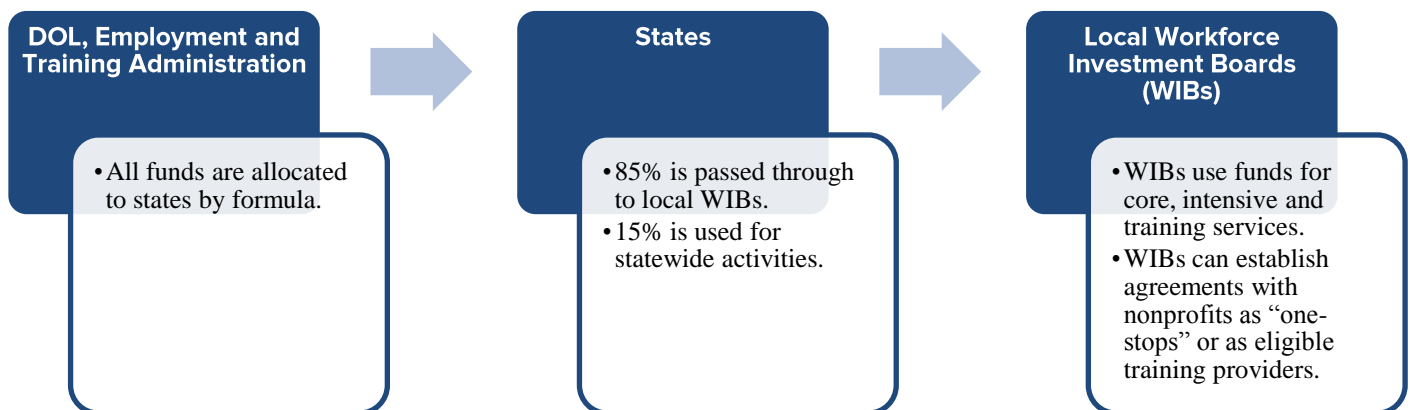 DOL, Employment and
Training Administration
•All funds are allocated
to states by formula.
States
•85% is passed through
to local WIBs.
•15% is used for
statewide activities.
Local Workforce
Investment Boards
(WIBs)
•WIBs use funds for
core, intensive and
training services.
•WIBs can establish
agreements with
nonprofits as “one-
stops” or as eligible
training providers.